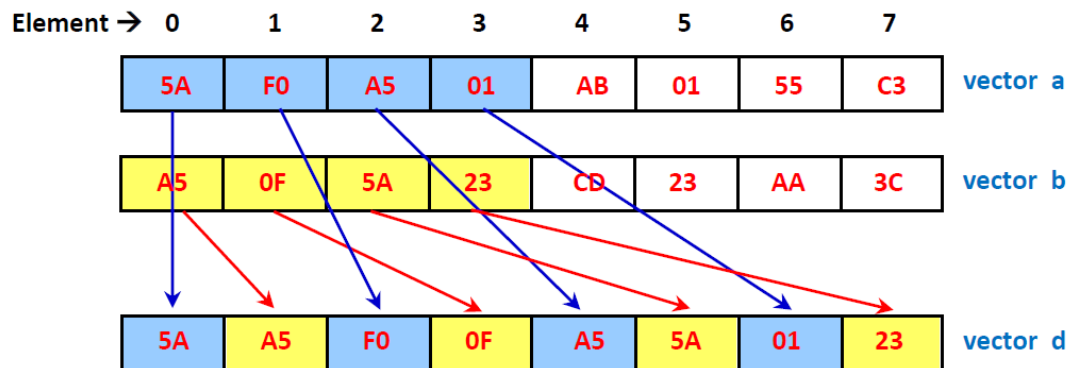 Element → 0 1 2 3 4 5 6 7
5A F0 A5 01 AB 01 55 C3 vector a
A5 0F 5A 23 CD 23 AA 3C vector b
5A A5 F0 0F A5 5A 01 23 vector d